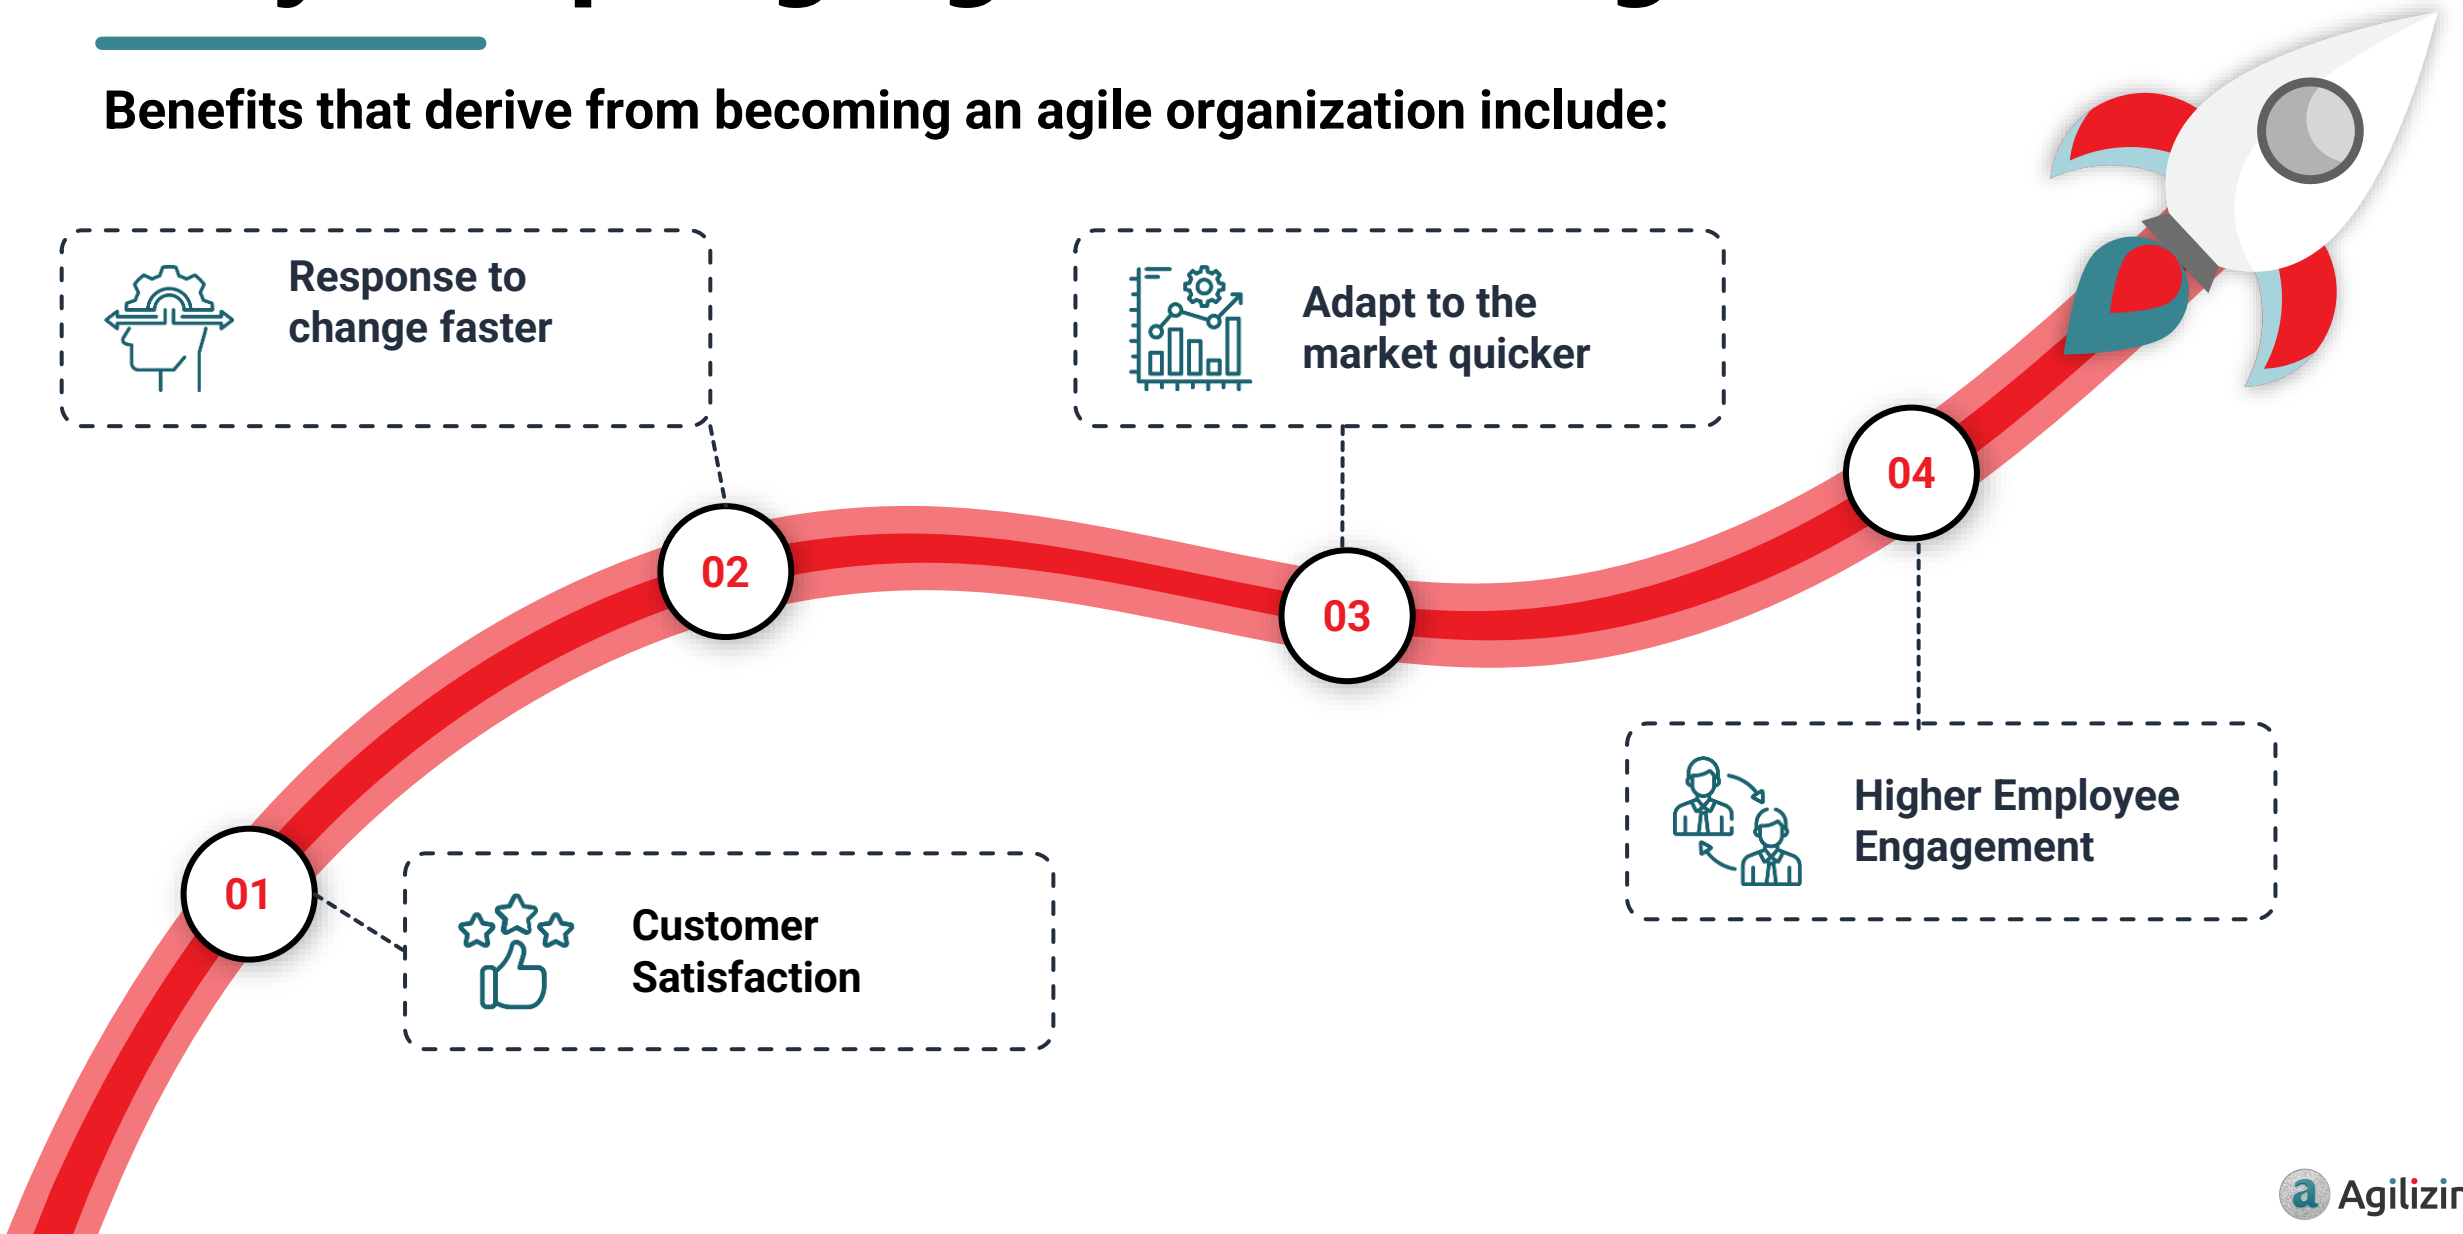 Benefits that derive from becoming an agile organization include:
Response to
change faster
Adapt to the
market quicker
04
02
03
Higher Employee
Engagement
01
Customer
Satisfaction
a